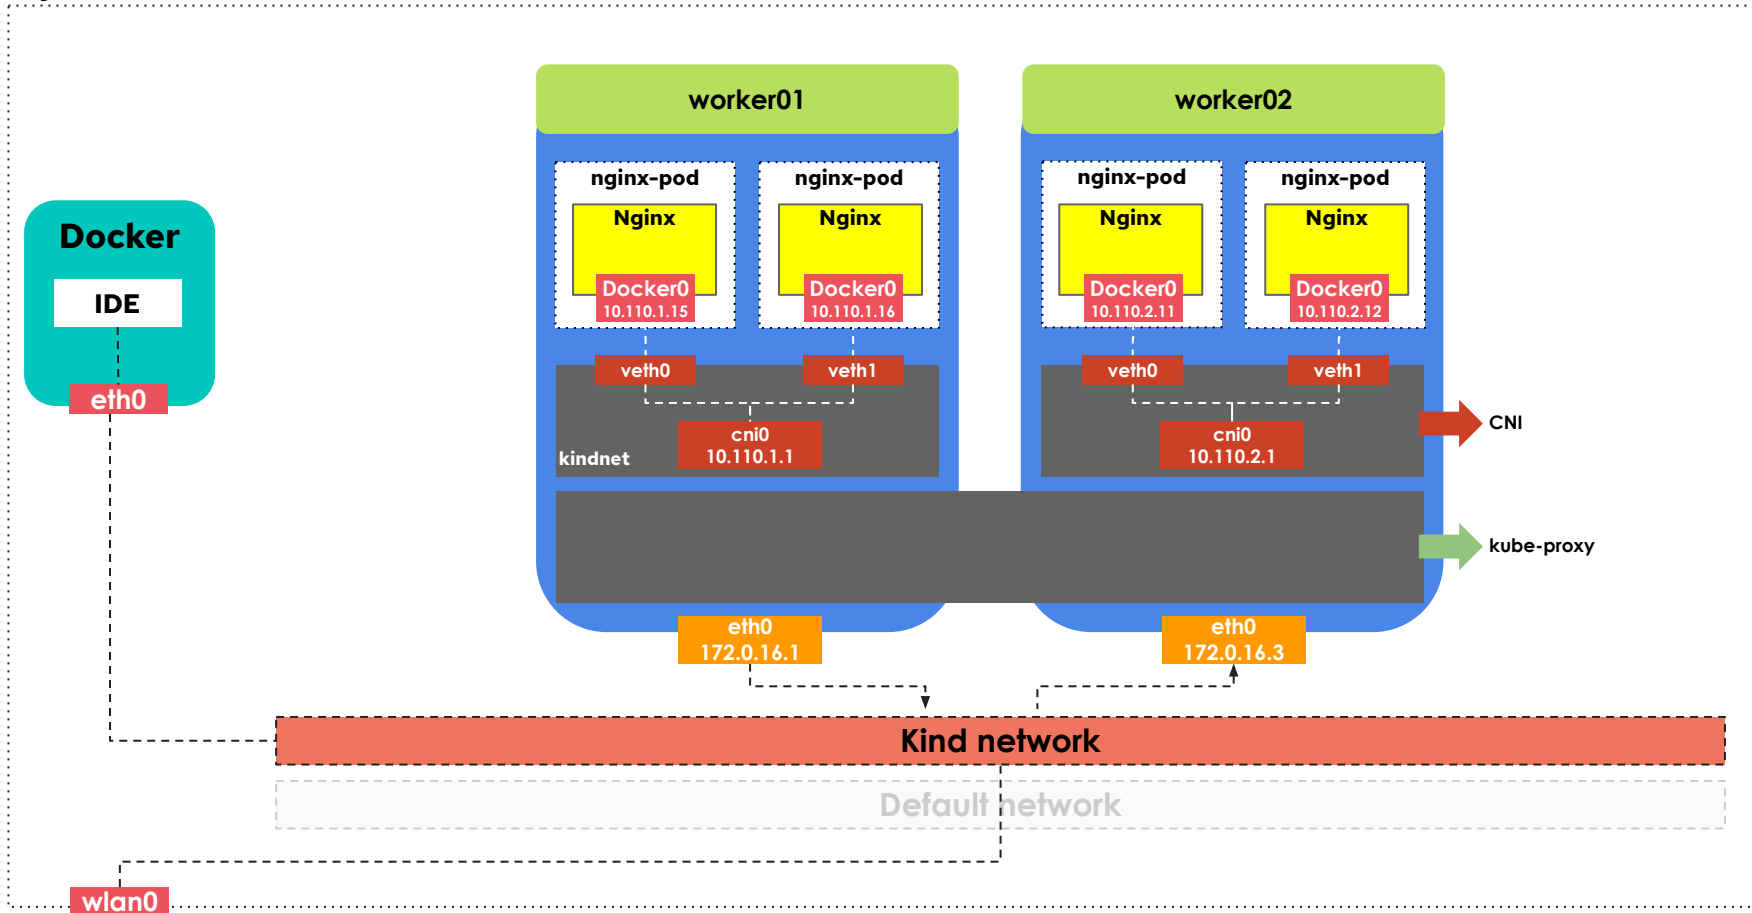 worker01
worker02
nginx-pod
nginx-pod
nginx-pod
nginx-pod
Nginx
Nginx
Nginx
Nginx
Docker
IDE
eth0
Docker0
10.110.1.15
Docker0
10.110.1.16
Docker0
10.110.2.11
Docker0
10.110.2.12
veth0
veth1
veth0
veth1
cni0
10.110.1.1
kindnet
cni0
10.110.2.1
CNI
kube-proxy
eth0
172.0.16.1
eth0
172.0.16.3
Kind network
Default network
wlan0